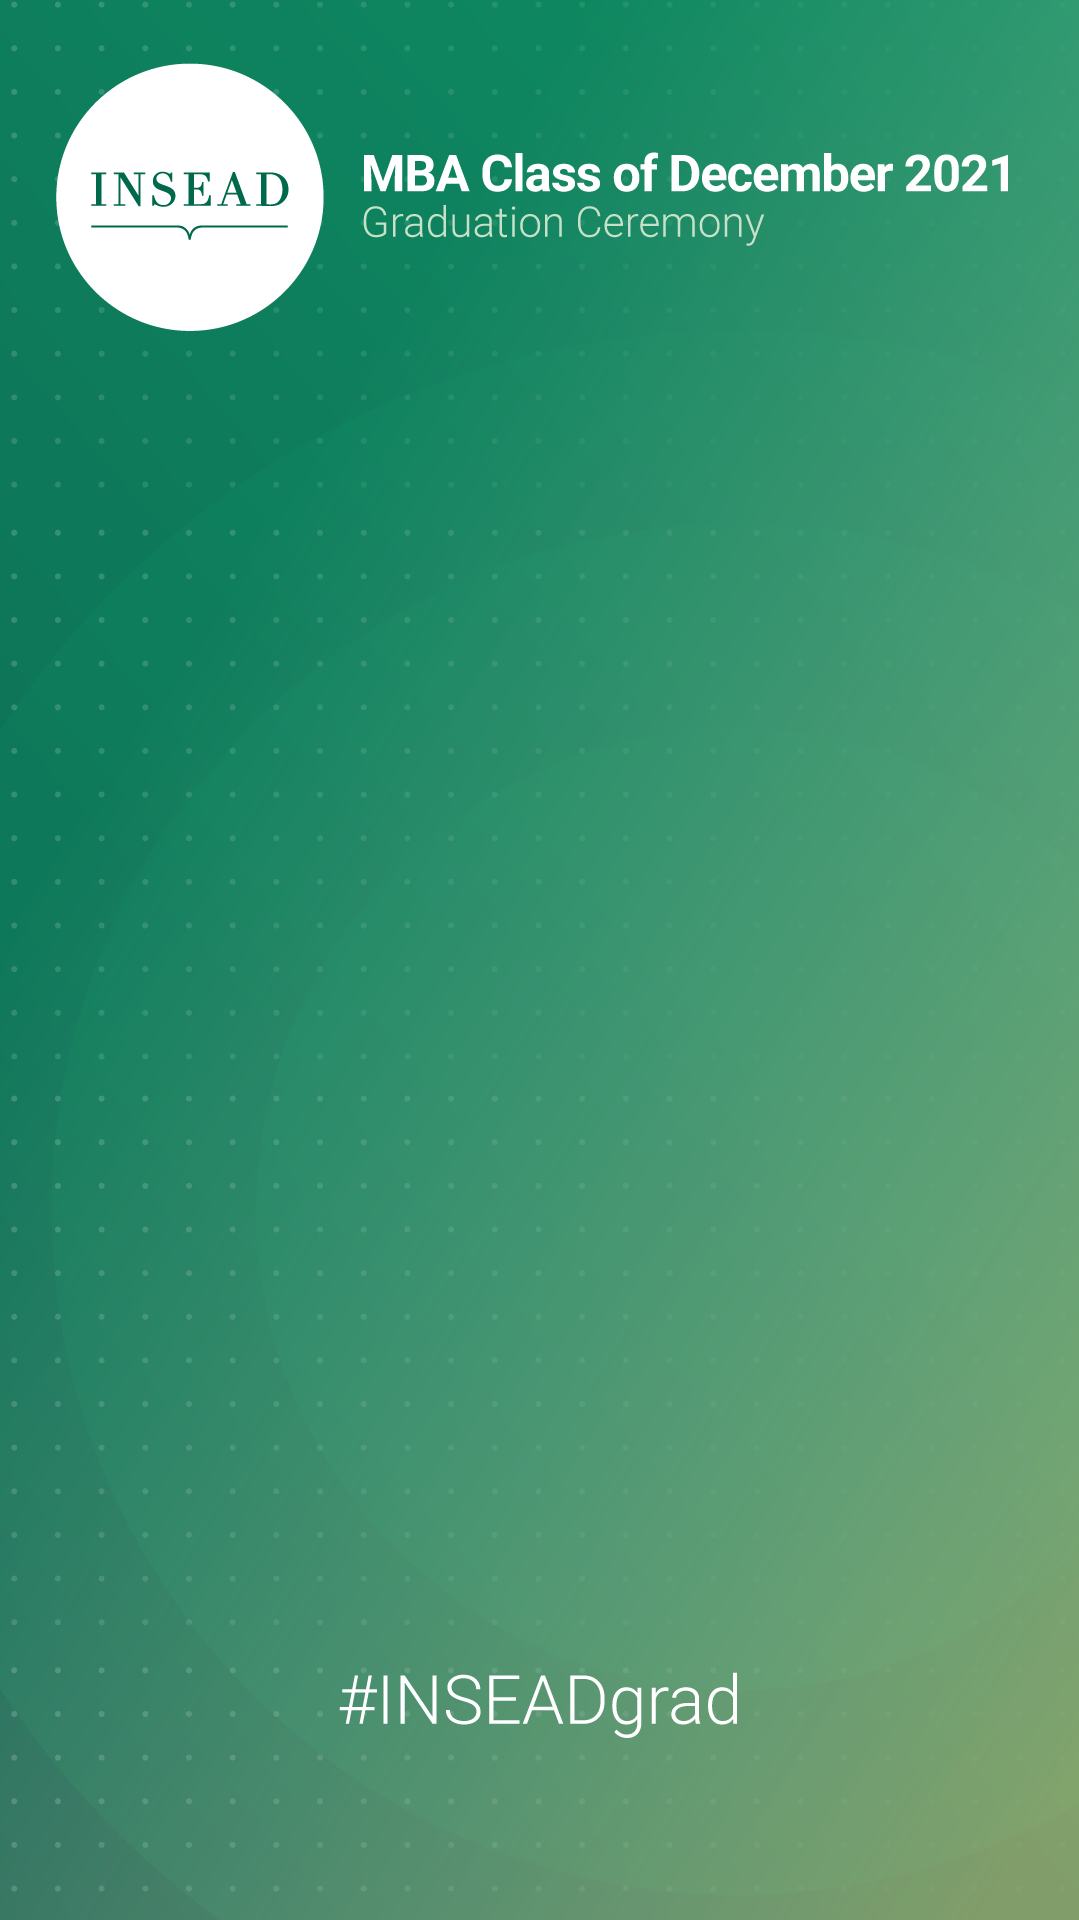 INSEAD
MBA Class of December 2021
Graduation Ceremony
#INSEADgrad